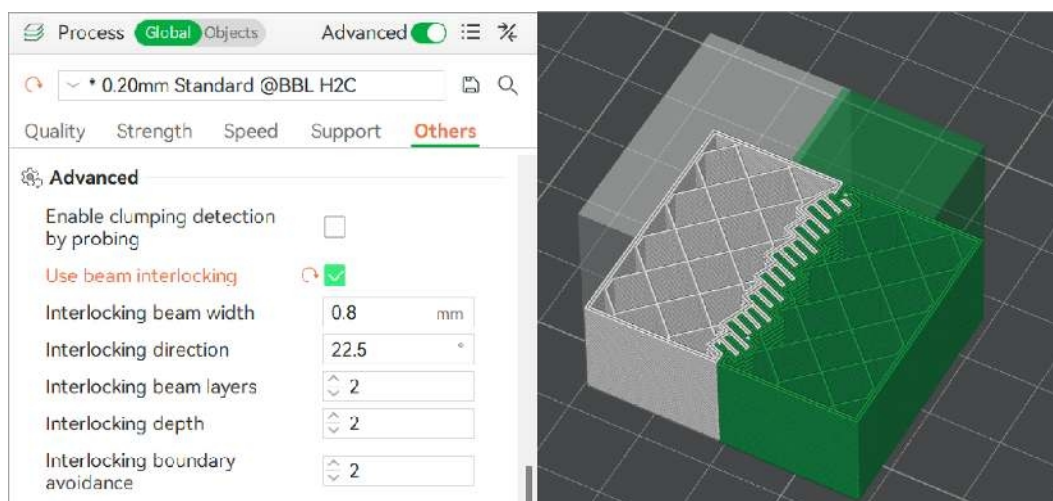 Process Global Objects Advanced
* 0.20mm Standard @BBL H2C
Quality Strength Speed Support Others
Advanced
Enable clumping detection
by probing
Use beam interlocking
Interlocking beam width 0.8 mm
Interlocking direction 22.5 °
Interlocking beam layers 2
Interlocking depth 2
Interlocking boundary
avoidance 2